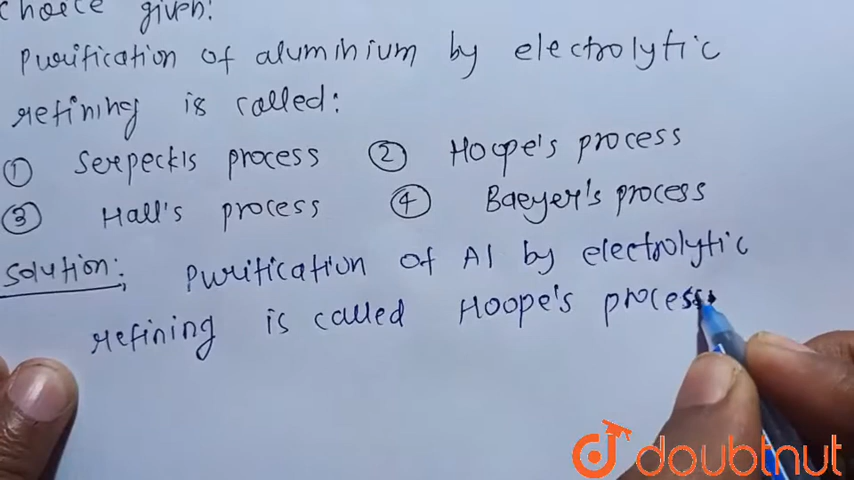 choice given:
Purification of aluminium by electrolytic
refining is called:
① Serpeckis process ② Hoope's process
③ Hall's process ④ Baeyer's process
Solution: Purification of Al by electrolytic
refining is called Hoope's process
doubtnut